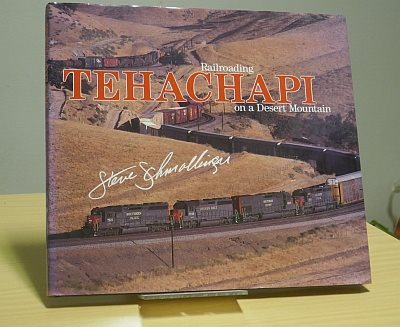 Railroading
TEHACHAPI
on a Desert Mountain
Steve Schmollinger